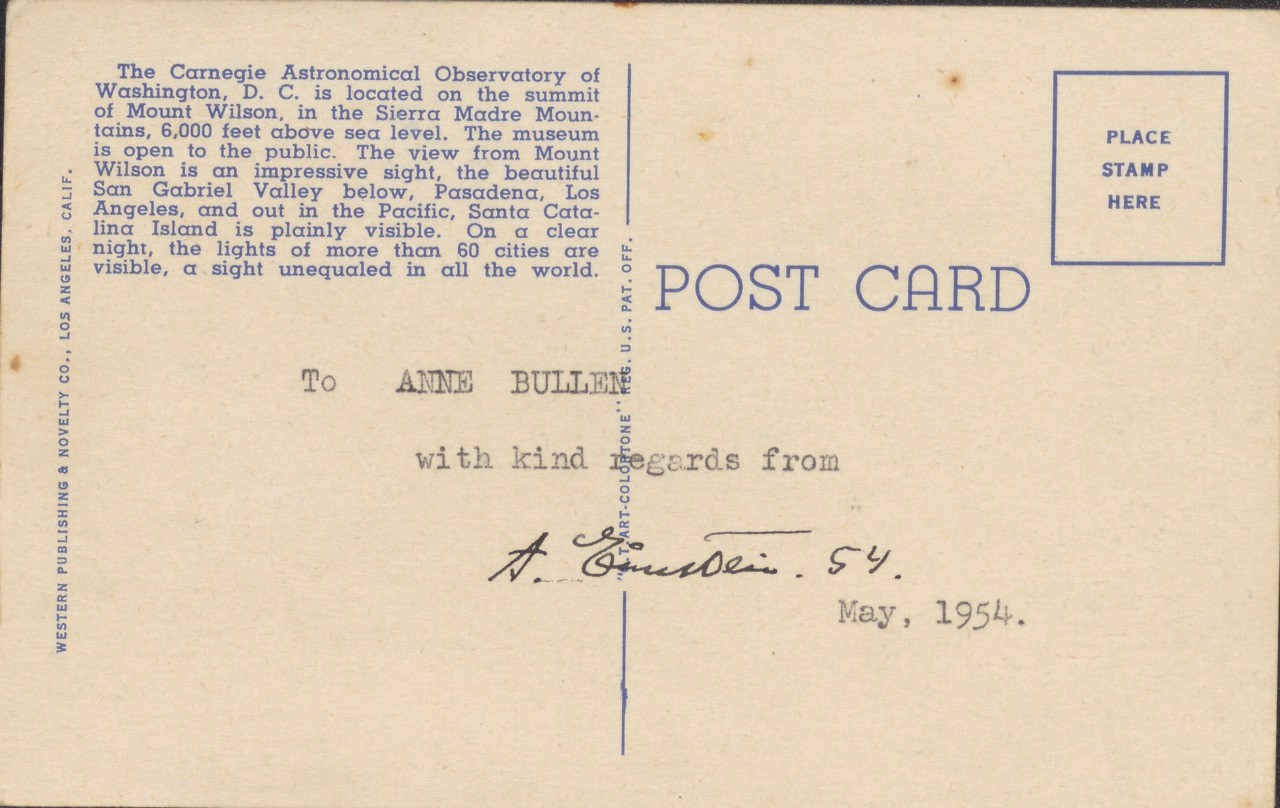 The Carnegie Astronomical Observatory of
Washington, D. C. is located on the summit
of Mount Wilson, in the Sierra Madre Moun-
tains, 6,000 feet above sea level. The museum
is open to the public. The view from Mount
Wilson is an impressive sight, the beautiful
San Gabriel Valley below, Pasadena, Los
Angeles, and out in the Pacific, Santa Cata-
lina Island is plainly visible. On a clear
night, the lights of more than 60 cities are
visible, a sight unequaled in all the world.
WESTERN PUBLISHING & NOVELTY CO., LOS ANGELES, CALIF.
ART-COLORTONE" REG. U.S. PAT. OFF.
POST CARD
PLACE
STAMP
HERE
To ANNE BULLEN
with kind regards from
A. Einstein. 54.
May, 1954.